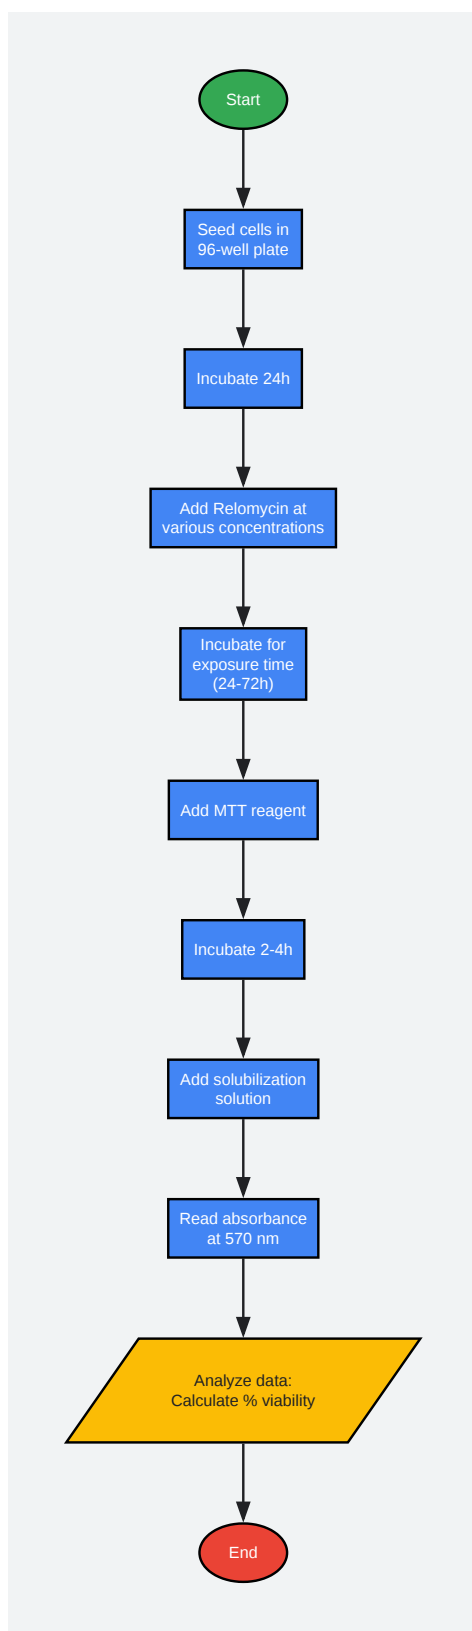 Start
Seed cells in
96-well plate
Incubate 24h
Add Relomycin at
various concentrations
Incubate for
exposure time
(24-72h)
Add MTT reagent
Incubate 2-4h
Add solubilization
solution
Read absorbance
at 570 nm
Analyze data:
Calculate % viability
End